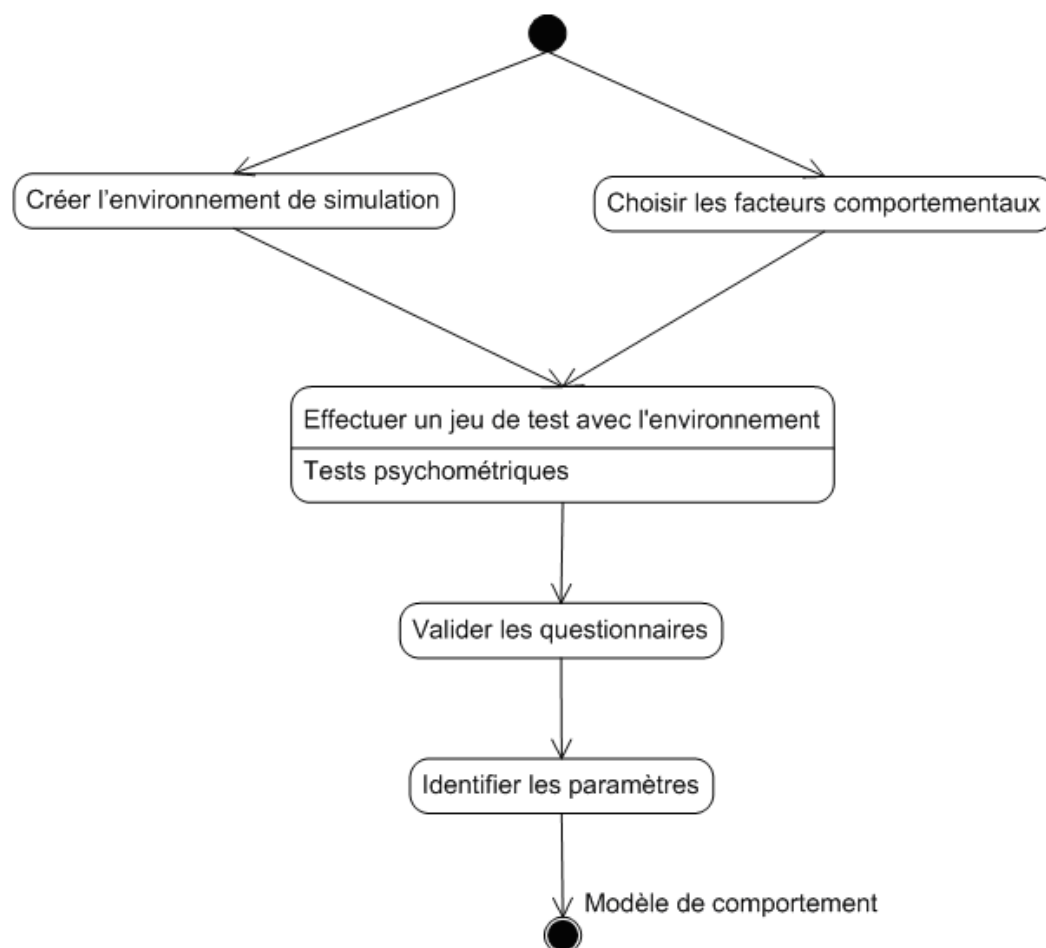 Créer l’environnement de simulation
Choisir les facteurs comportementaux
Effectuer un jeu de test avec l'environnement
Tests psychométriques
Valider les questionnaires
Identifier les paramètres
Modèle de comportement